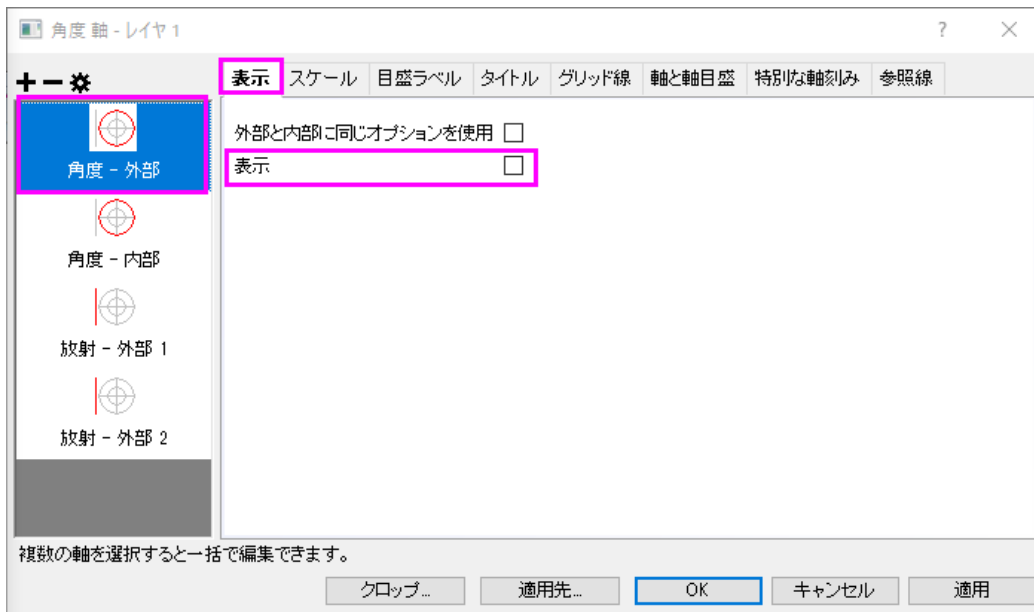 角度 軸 - レイヤ 1
表示 スケール 目盛ラベル タイトル グリッド線 軸と軸目盛 特別な軸刻み 参照線
角度 - 外部
角度 - 内部
放射 - 外部 1
放射 - 外部 2
外部と内部に同じオプションを使用
表示
複数の軸を選択すると一括で編集できます。
クロップ... 適用先... OK キャンセル 適用